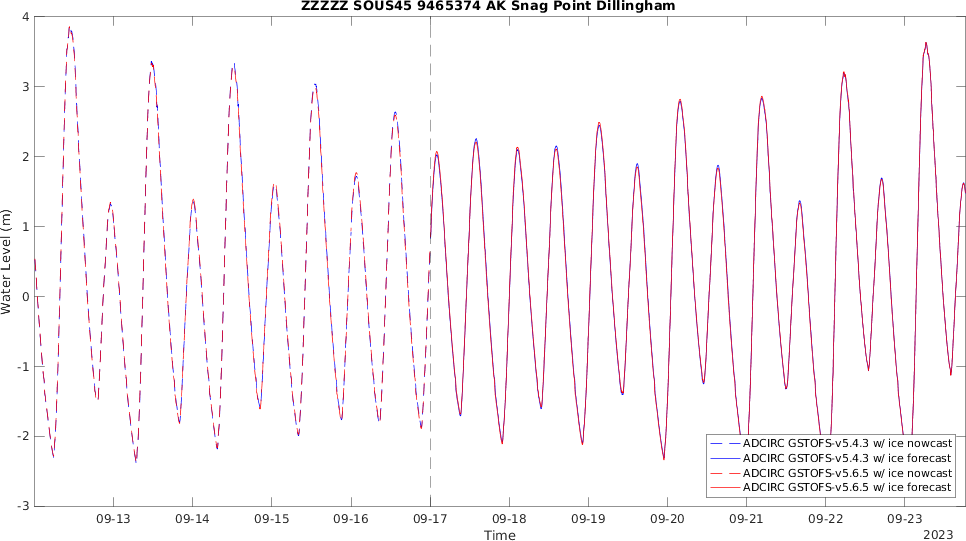 ZZZZZ SOUS45 9465374 AK Snag Point Dillingham
4
3
2
1
0
-1
-2
-3
Water Level (m)
ADCIRC GSTOFS-v5.4.3 w/ ice nowcast
ADCIRC GSTOFS-v5.4.3 w/ ice forecast
ADCIRC GSTOFS-v5.6.5 w/ ice nowcast
ADCIRC GSTOFS-v5.6.5 w/ ice forecast
09-13 09-14 09-15 09-16 09-17 09-18 09-19 09-20 09-21 09-22 09-23
Time
2023